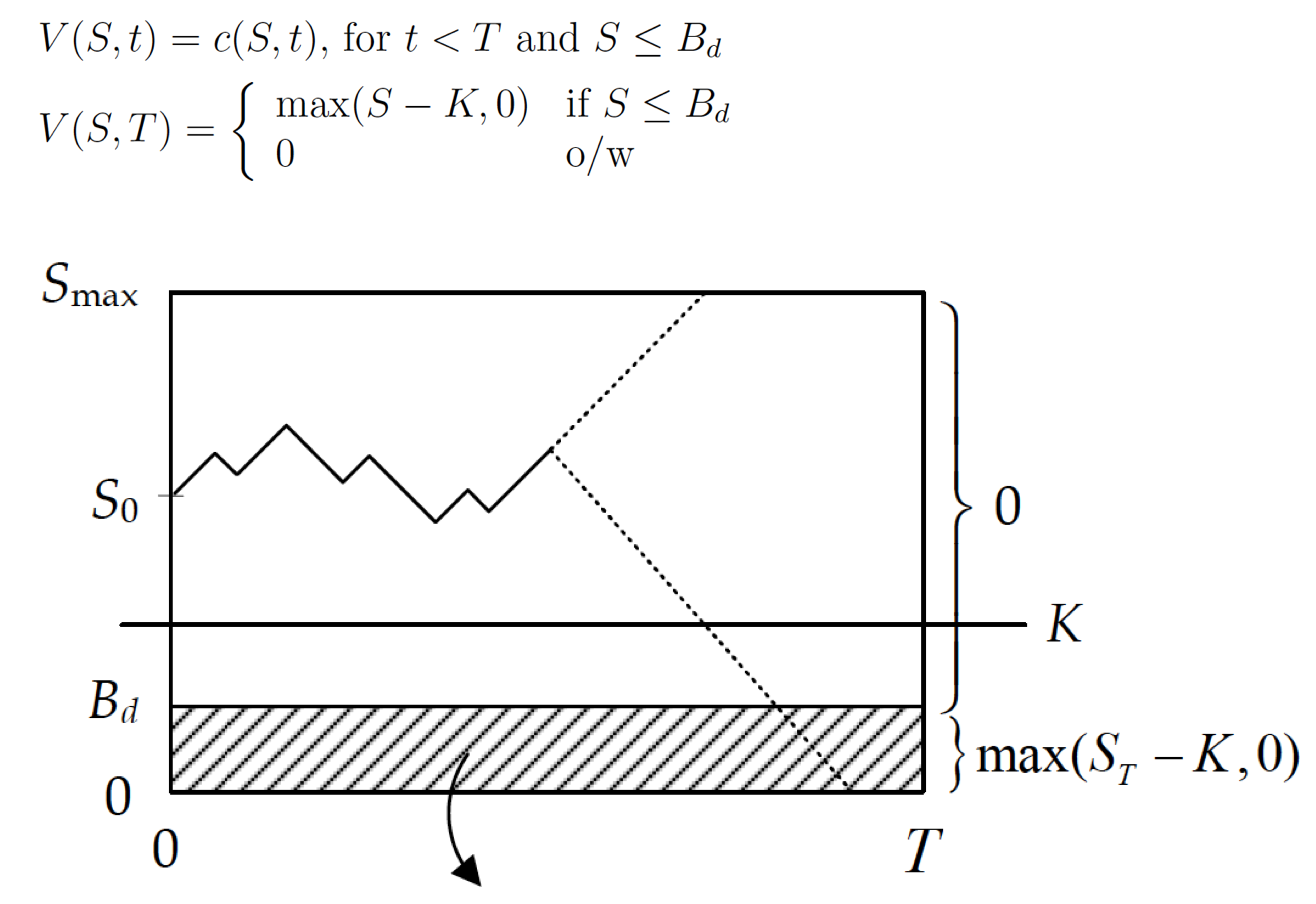 V(S, t) = c(S, t), for t < T and S ≤ B_d
V(S, T) = { max(S − K, 0) if S ≤ B_d
0 o/w
S_max
S_0
0
K
B_d
max(S_T − K, 0)
0
0
T